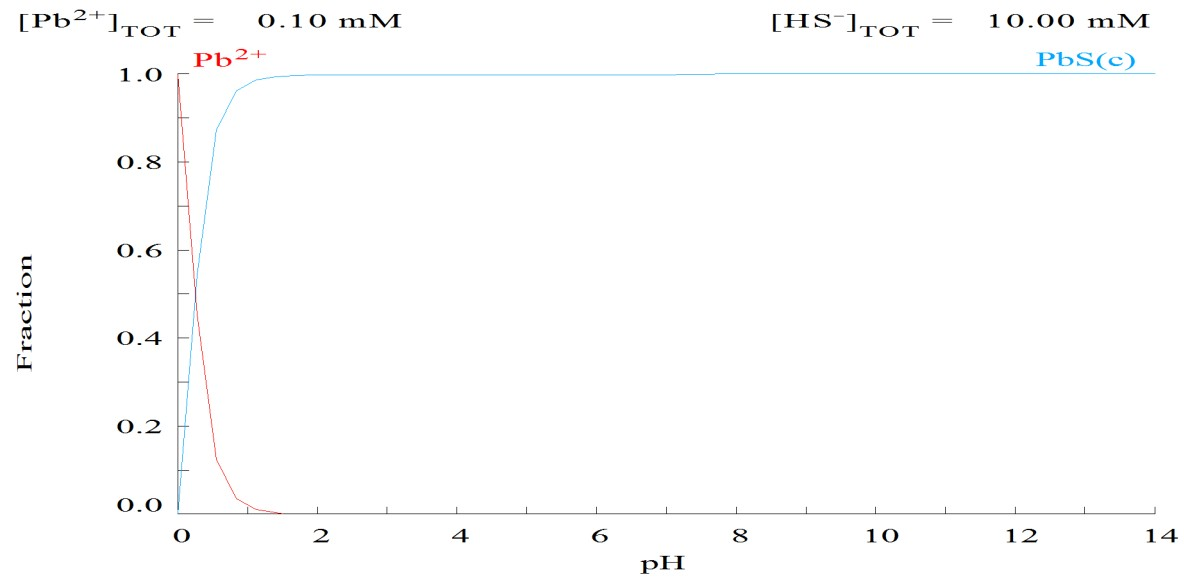 [Pb²⁺]TOT = 0.10 mM [HS⁻]TOT = 10.00 mM
Pb²⁺ PbS(c)
1.0
0.8
0.6
0.4
0.2
0.0
Fraction
0 2 4 6 8 10 12 14
pH